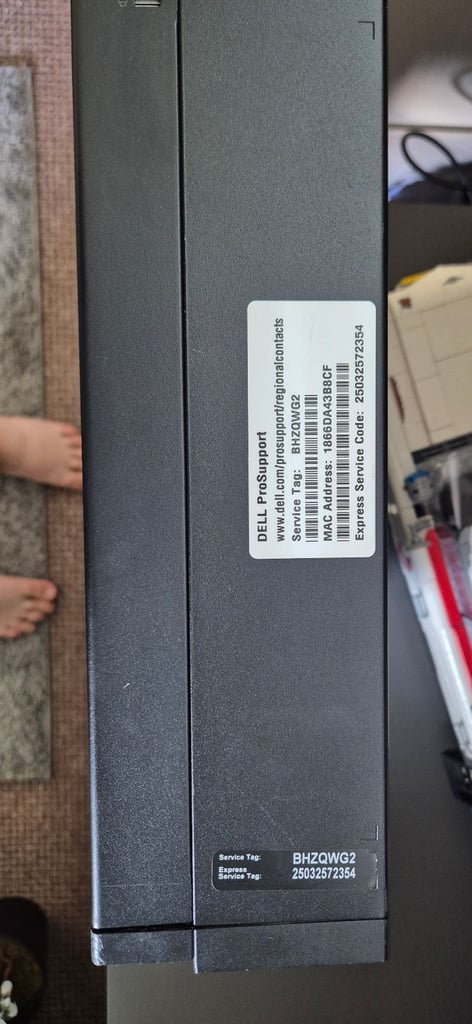 DELL ProSupport
www.dell.com/prosupport/regionalcontacts
Service Tag: BHZQWG2
MAC Address: 1866DA43B8CF
Express Service Code: 25032572354
Service Tag: BHZQWG2
Express
Service Tag: 25032572354